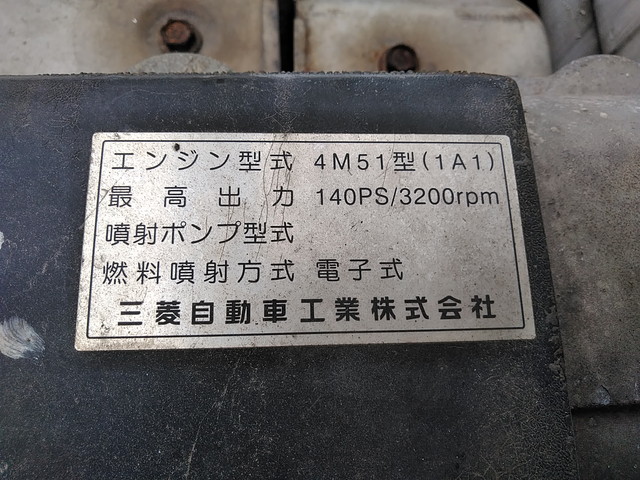 エンジン型式 4M51型(1A1)
最高出力 140PS/3200rpm
噴射ポンプ型式
燃料噴射方式 電子式
三菱自動車工業株式会社